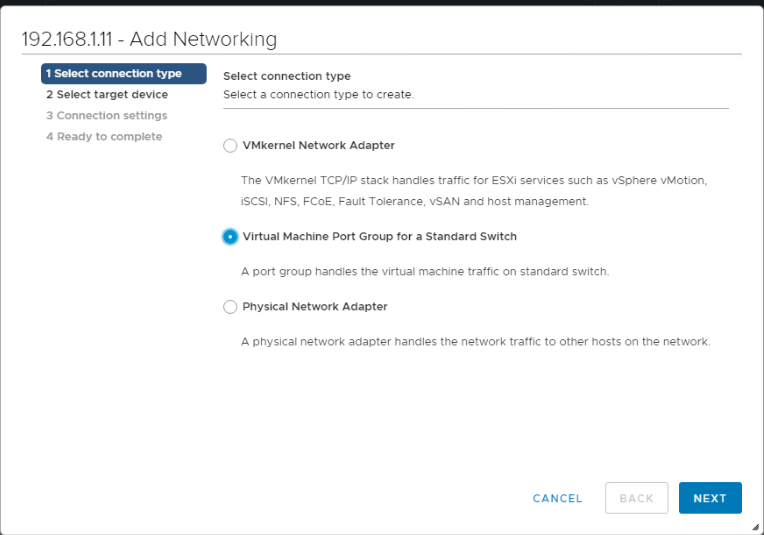 192.168.1.11 - Add Networking
1 Select connection type
2 Select target device
3 Connection settings
4 Ready to complete
Select connection type
Select a connection type to create.
VMkernel Network Adapter
The VMkernel TCP/IP stack handles traffic for ESXi services such as vSphere vMotion,
iSCSI, NFS, FCoE, Fault Tolerance, vSAN and host management.
Virtual Machine Port Group for a Standard Switch
A port group handles the virtual machine traffic on standard switch.
Physical Network Adapter
A physical network adapter handles the network traffic to other hosts on the network.
CANCEL
BACK
NEXT